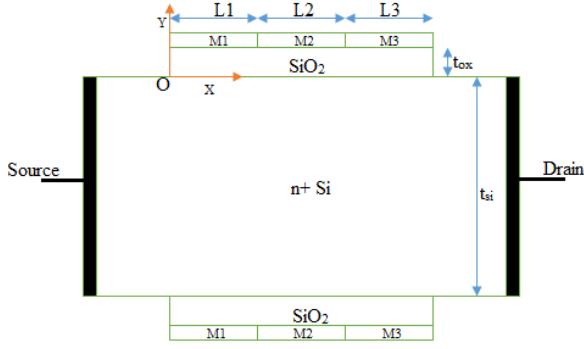 L1 L2 L3
Y
M1 M2 M3
SiO₂
tox
O
X
Source
Drain
n+ Si
tsi
SiO₂
M1 M2 M3